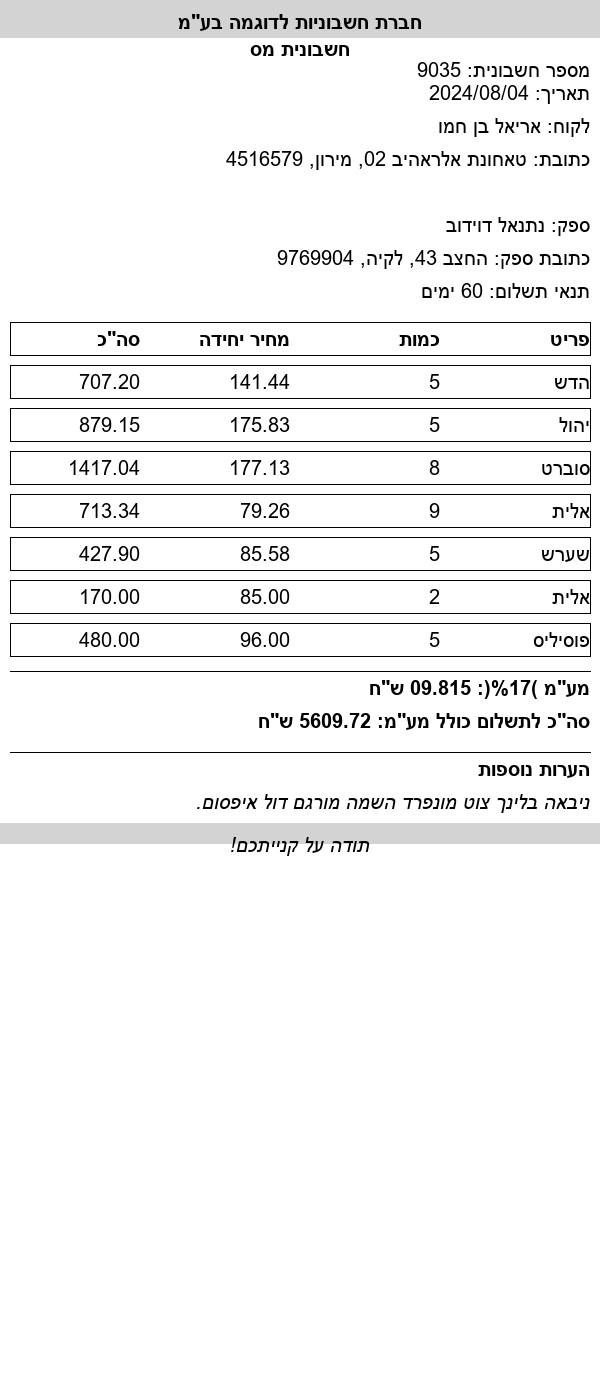 חברת חשבוניות לדוגמה בע"מ
חשבונית מס
מספר חשבונית: 9035
תאריך: 2024/08/04
לקוח: אריאל בן חמו
כתובת: טאחונת אלראהיב 02, מירון, 4516579
ספק: נתנאל דוידוב
כתובת ספק: החצב 43, לקיה, 9769904
תנאי תשלום: 60 ימים
פריט כמות מחיר יחידה סה"כ
הדש 5 141.44 707.20
יהול 5 175.83 879.15
סוברט 8 177.13 1417.04
אלית 9 79.26 713.34
שערש 5 85.58 427.90
אלית 2 85.00 170.00
פוסיליס 5 96.00 480.00
מע"מ )17%(: 09.815 ש"ח
סה"כ לתשלום כולל מע"מ: 5609.72 ש"ח
הערות נוספות
ניבאה בלינך צוט מונפרד השמה מורגם דול איפסום.
תודה על קנייתכם!